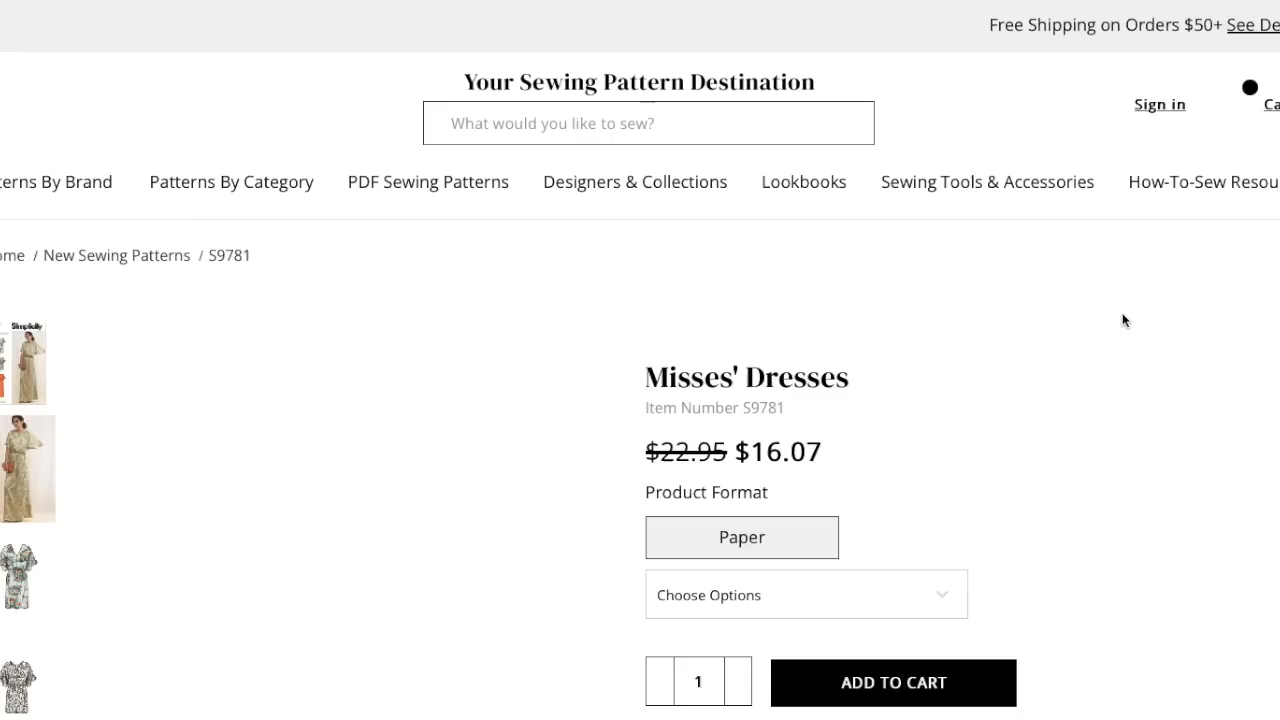 Free Shipping on Orders $50+ See De
Your Sewing Pattern Destination
What would you like to sew?
Sign in
Ca
terns By Brand Patterns By Category PDF Sewing Patterns Designers & Collections Lookbooks Sewing Tools & Accessories How-To-Sew Resou
ome / New Sewing Patterns / S9781
Simplicity
Misses' Dresses
Item Number S9781
$22.95 $16.07
Product Format
Paper
Choose Options
1
ADD TO CART